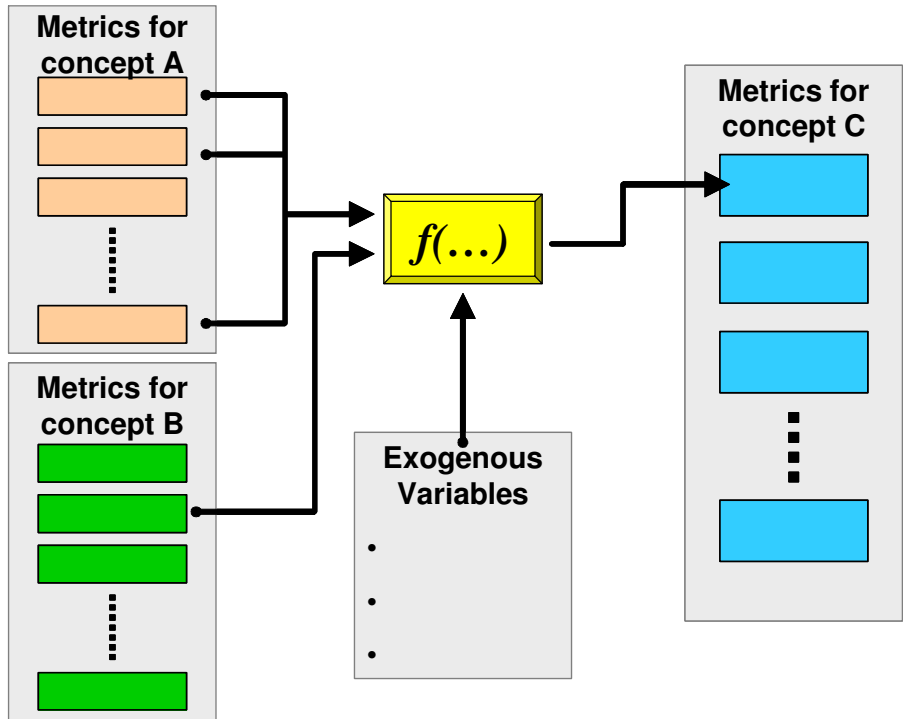 Metrics for
concept A
Metrics for
concept B
f(...)
Exogenous
Variables
•
•
•
Metrics for
concept C